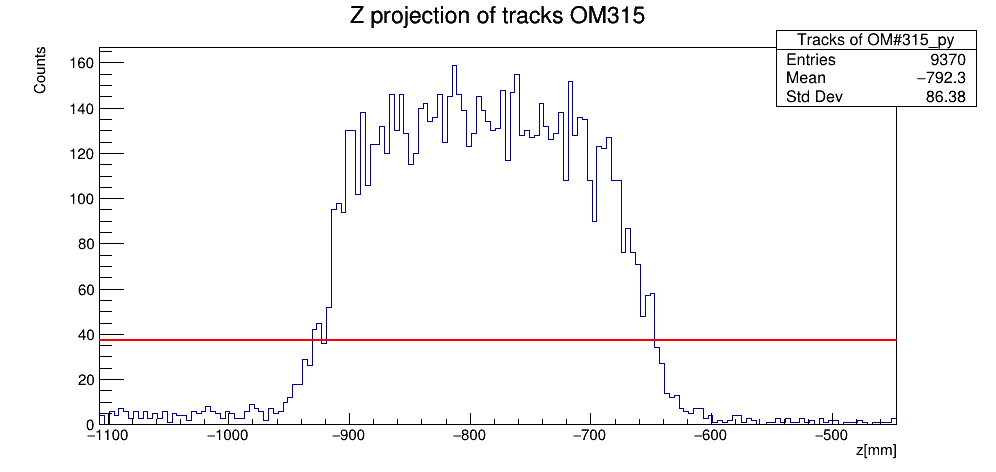 Z projection of tracks OM315
Counts
Tracks of OM#315_py
Entries 9370
Mean −792.3
Std Dev 86.38
160
140
120
100
80
60
40
20
0
−1100 −1000 −900 −800 −700 −600 −500
z[mm]